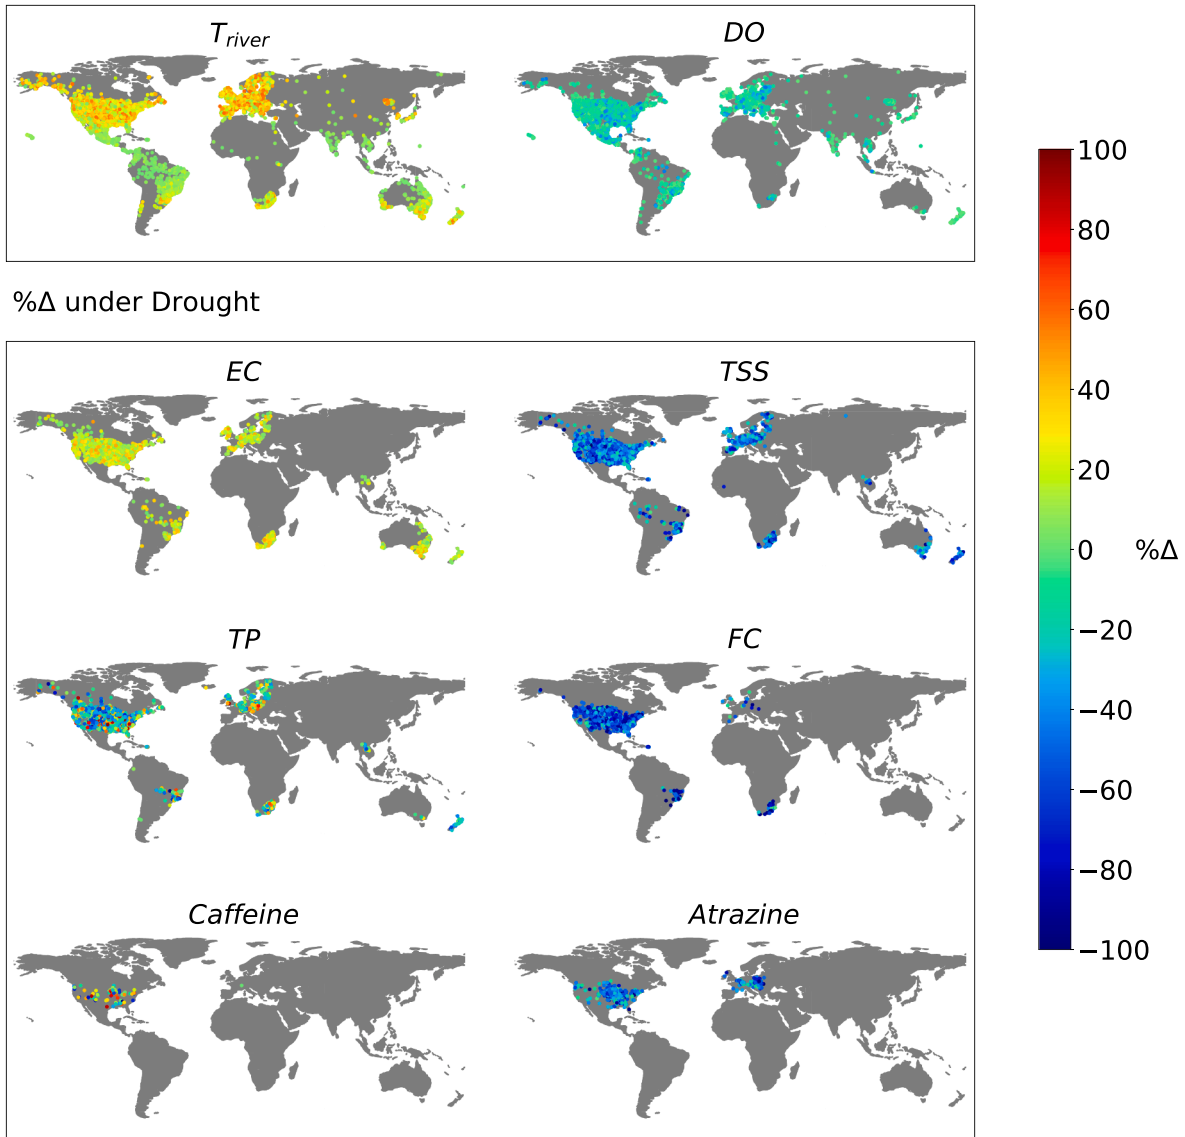 T_river
DO
%Δ under Drought
EC
TSS
TP
FC
Caffeine
Atrazine
100
80
60
40
20
0
−20
−40
−60
−80
−100
%Δ